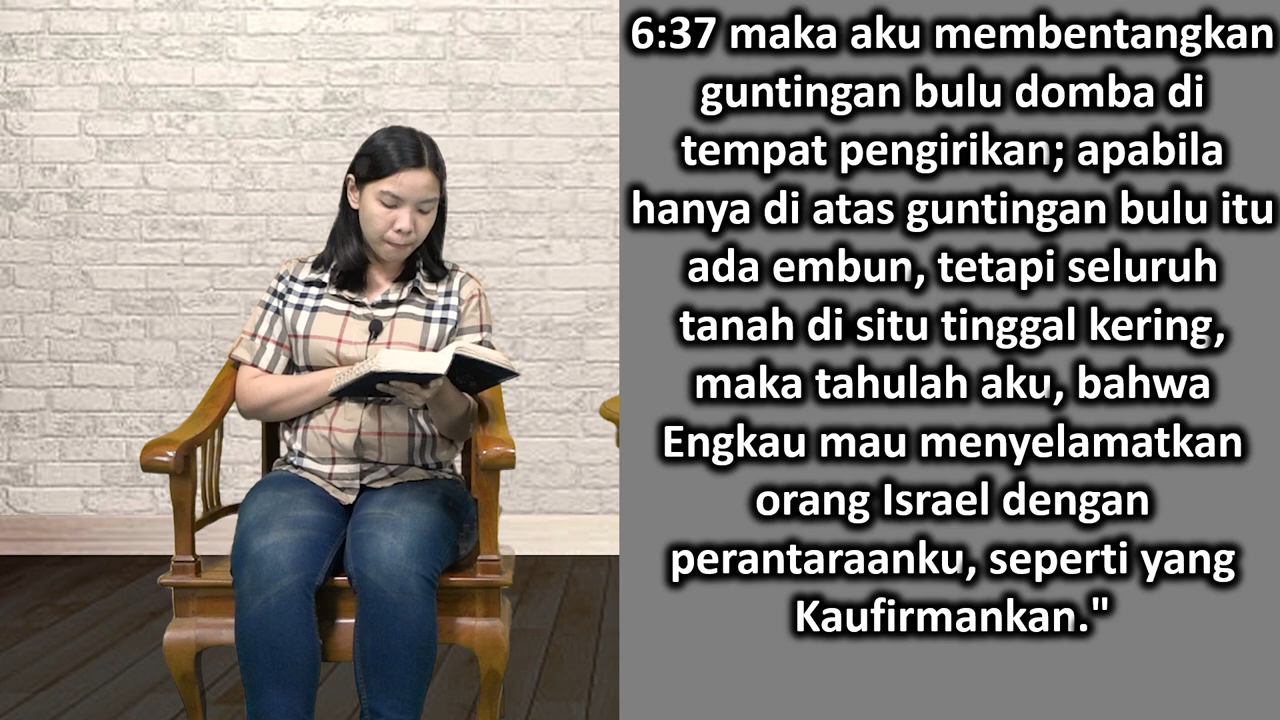 6:37 maka aku membentangkan
guntingan bulu domba di
tempat pengirikan; apabila
hanya di atas guntingan bulu itu
ada embun, tetapi seluruh
tanah di situ tinggal kering,
maka tahulah aku, bahwa
Engkau mau menyelamatkan
orang Israel dengan
perantaraanku, seperti yang
Kaufirmankan."